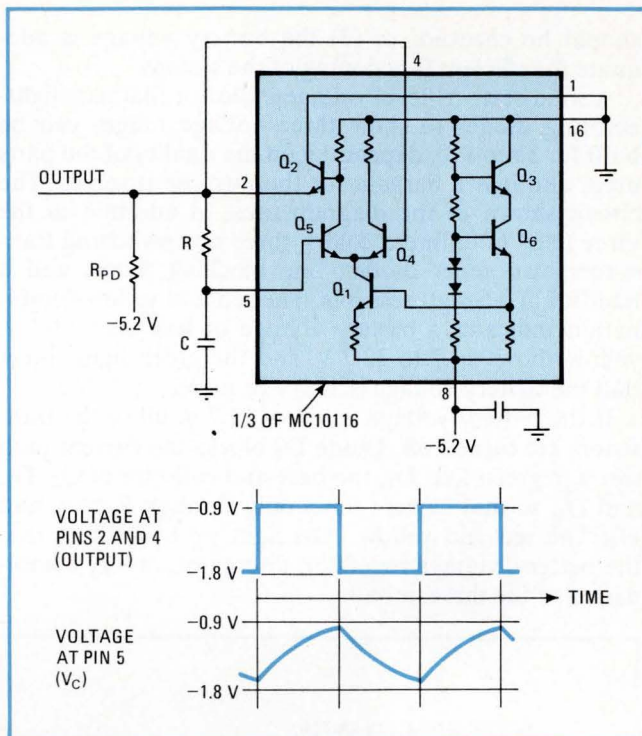 4
1
16
OUTPUT
2
Q2
Q3
R
Q5
Q4
Q6
RPD
−5.2 V
5
Q1
C
8
1/3 OF MC10116
−5.2 V
VOLTAGE AT
PINS 2 AND 4
(OUTPUT)
−0.9 V
−1.8 V
TIME
VOLTAGE
AT PIN 5
(VC)
−0.9 V
−1.8 V